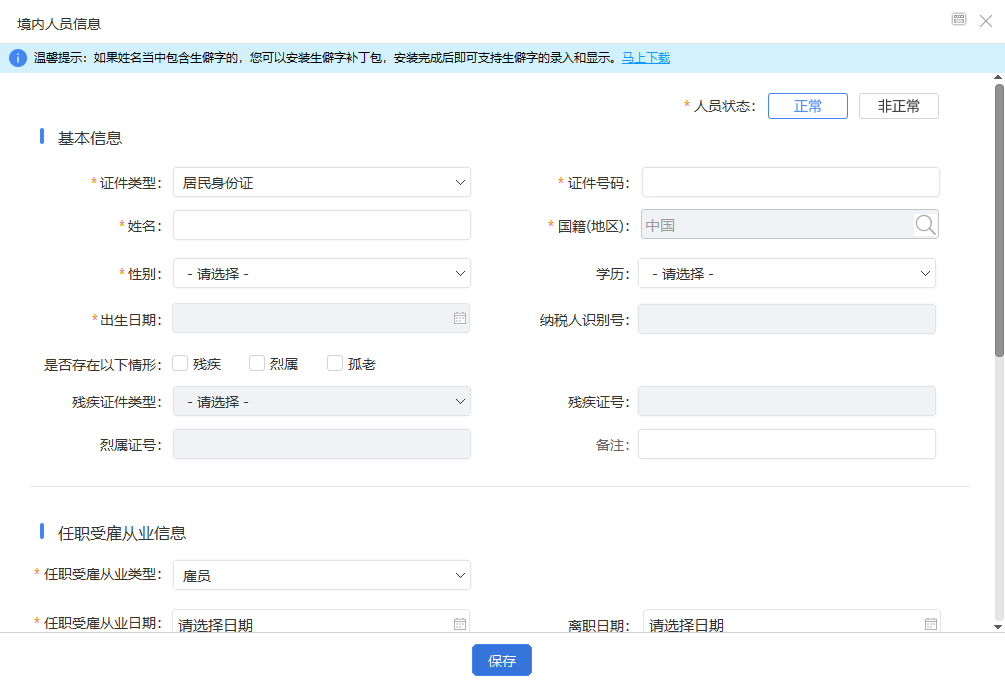 境内人员信息
温馨提示：如果姓名当中包含生僻字的，您可以安装生僻字补丁包，安装完成后即可支持生僻字的录入和显示。马上下载
* 人员状态： 正常 非正常
基本信息
* 证件类型： 居民身份证 * 证件号码：
* 姓名： * 国籍(地区)： 中国
* 性别： - 请选择 - 学历： - 请选择 -
* 出生日期： 纳税人识别号：
是否存在以下情形： 残疾 烈属 孤老
残疾证件类型： - 请选择 - 残疾证号：
烈属证号： 备注：
任职受雇从业信息
* 任职受雇从业类型： 雇员
* 任职受雇从业日期： 请选择日期 离职日期： 请选择日期
保存